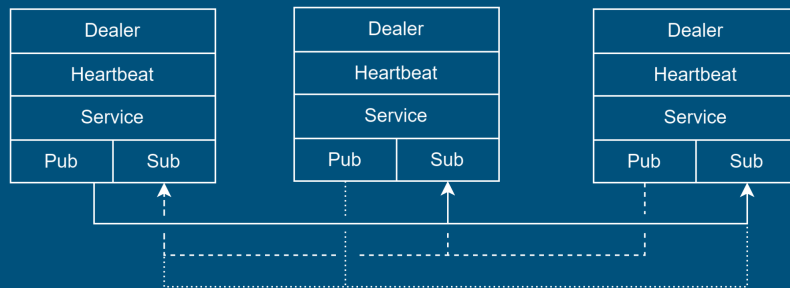 Dealer
Heartbeat
Service
Pub Sub
Dealer
Heartbeat
Service
Pub Sub
Dealer
Heartbeat
Service
Pub Sub